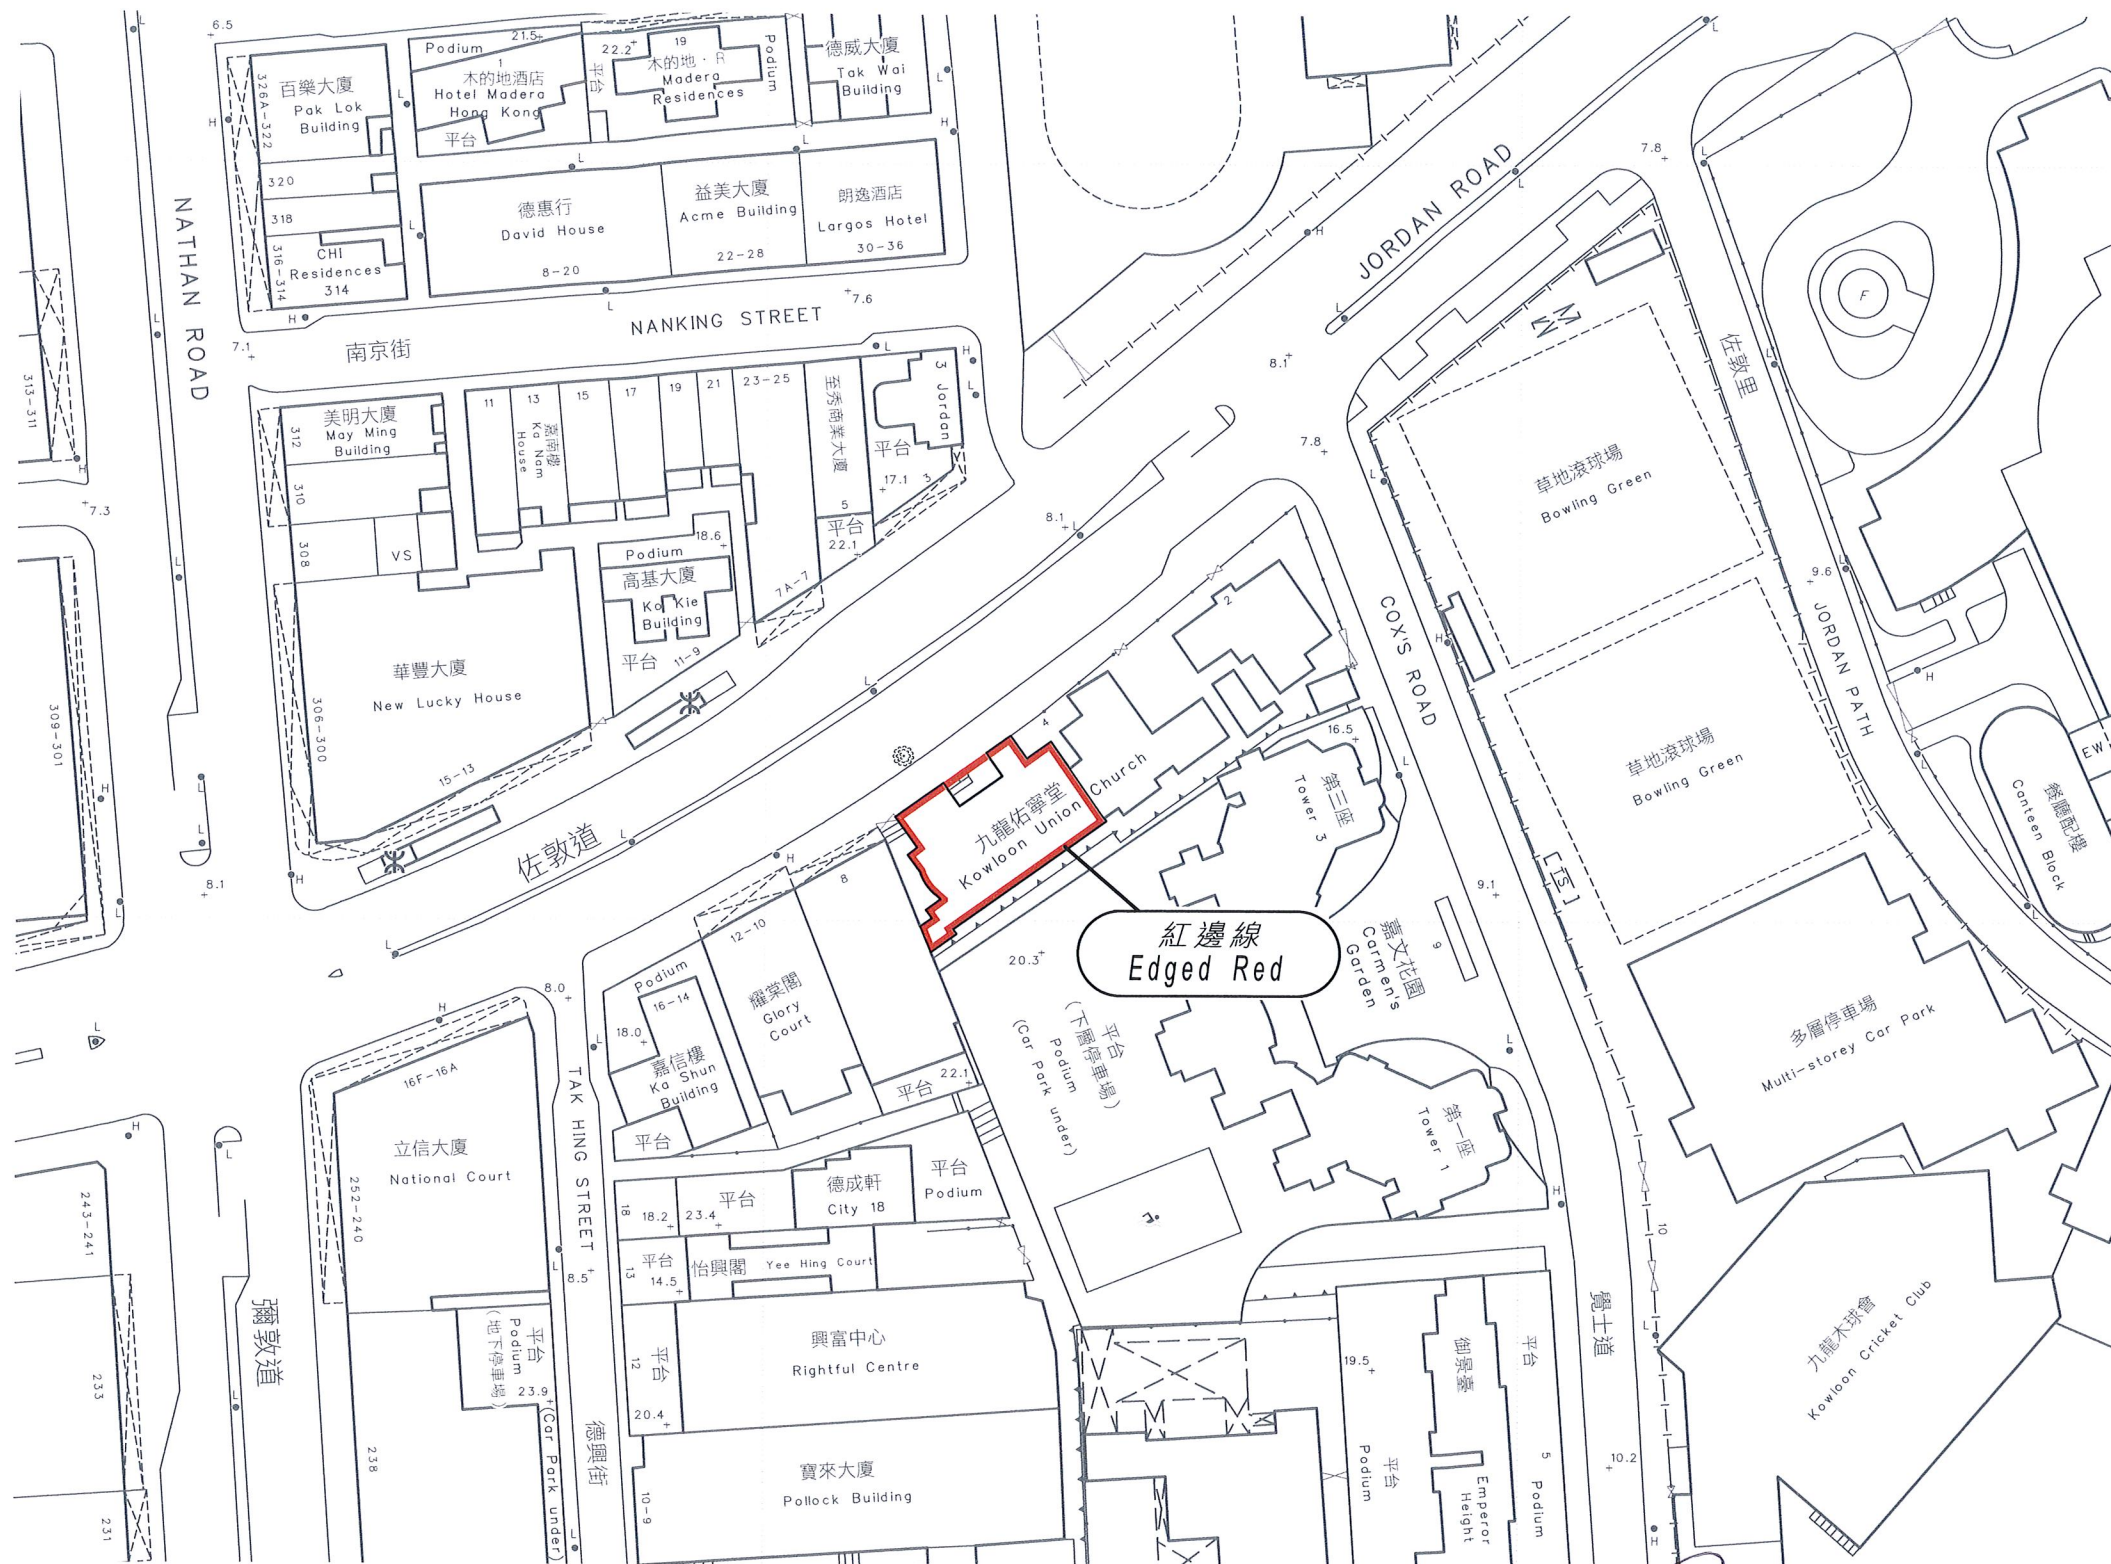 6.5
L
百樂大廈
Pak Lok
Building
326A-322
320
318
CHI
Residences
314
316-314
H
Podium
21.5
1
木的地酒店
Hotel Madera
Hong Kong
平台
22.2
平台
19
木的地．R
Madera
Residences
Podium
德威大廈
Tak Wai
Building
德惠行
David House
8-20
益美大廈
Acme Building
22-28
朗逸酒店
Largos Hotel
30-36
NATHAN ROAD
313-311
7.1
南京街
NANKING STREET
7.6
JORDAN ROAD
7.8
8.1
7.8
佐敦里
F
草地滾球場
Bowling Green
美明大廈
May Ming
Building
312
310
308
VS
11
13
嘉南樓
Ka Nam
House
15
17
19
21
23-25
至秀商業大廈
5
平台
22.1
3 Jordan
平台
17.1
3
7.3
Podium
18.6
高基大廈
Ko Kie
Building
平台
11-9
7A-7
8.1
華豐大廈
New Lucky House
306-300
15-13
309-301
2
4
COX'S ROAD
9.6
JORDAN PATH
草地滾球場
Bowling Green
EW
餐廳配樓
Canteen Block
九龍佑寧堂
Kowloon Union Church
16.5
第三座
Tower 3
紅邊線
Edged Red
佐敦道
8.1
8
12-10
9.1
TS
9
嘉文花園
Carmen's
Garden
20.3
平台
(下層停車場)
Podium
(Car Park under)
第一座
Tower 1
多層停車場
Multi-storey Car Park
8.0
Podium
16-14
18.0
嘉信樓
Ka Shun
Building
平台
耀棠閣
Glory
Court
平台
22.1
16F-16A
立信大廈
National Court
252-240
TAK HING STREET
8.5
18
18.2
23.4
平台
德成軒
City 18
平台
Podium
13
平台
14.5
怡興閣
Yee Hing Court
243-241
233
231
彌敦道
平台
Podium
(地下停車場)
23.9
(Car Park under)
238
德興街
12
平台
20.4
興富中心
Rightful Centre
10-9
寶來大廈
Pollock Building
19.5
平台
Podium
御景臺
Emperor
Height
平台
5
Podium
覺士道
10
10.2
九龍木球會
Kowloon Cricket Club